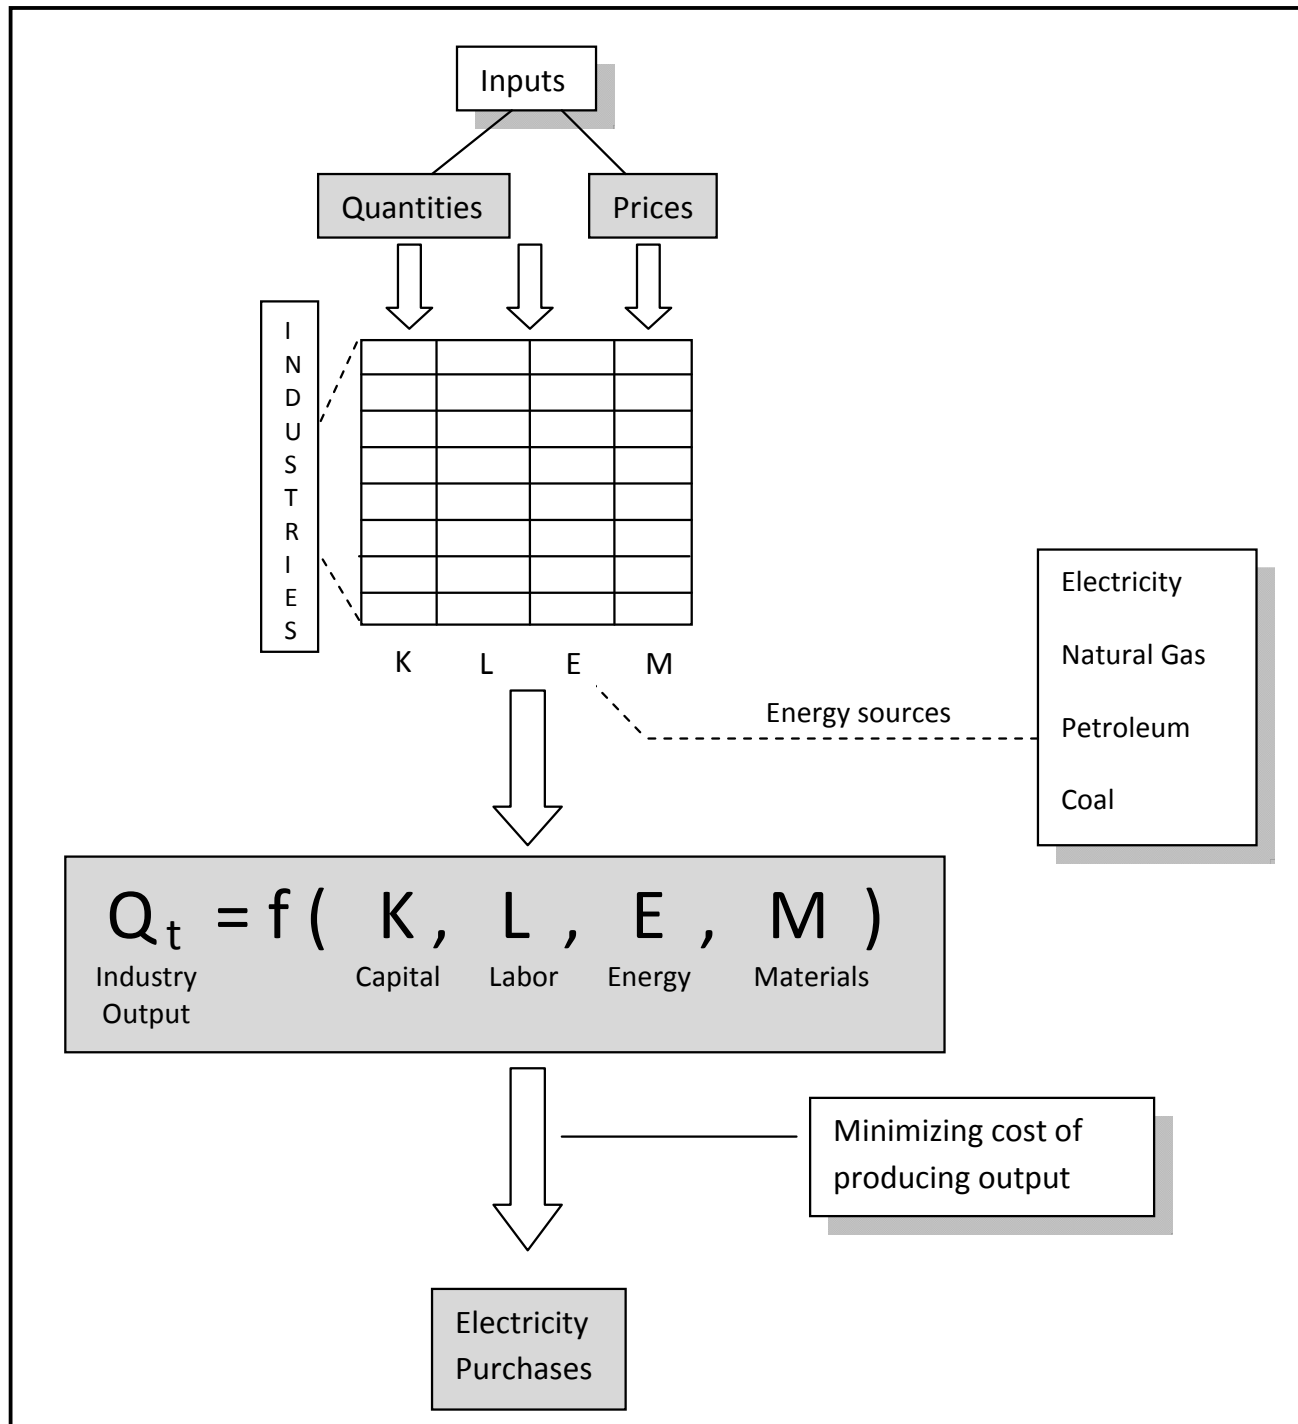 Inputs
Quantities
Prices
I
N
D
U
S
T
R
I
E
S
K L E M
Electricity
Natural Gas
Petroleum
Coal
Energy sources
Qt = f ( K , L , E , M )
Industry
Output
Capital
Labor
Energy
Materials
Minimizing cost of
producing output
Electricity
Purchases